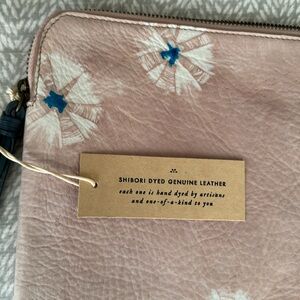 SHIBORI DYED GENUINE LEATHER
each one is hand dyed by artisans
and one-of-a-kind to you